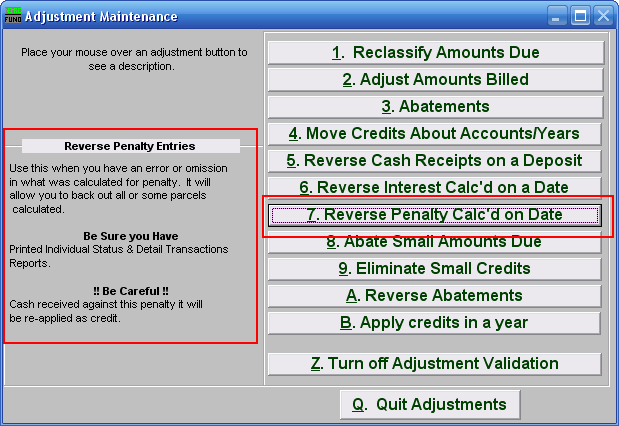 FUND
Adjustment Maintenance
Place your mouse over an adjustment button to
see a description.
Reverse Penalty Entries
Use this when you have an error or omission
in what was calculated for penalty. It will
allow you to back out all or some parcels
calculated.
Be Sure you Have
Printed Individual Status & Detail Transactions
Reports.
!! Be Careful !!
Cash received against this penalty it will
be re-applied as credit.
1. Reclassify Amounts Due
2. Adjust Amounts Billed
3. Abatements
4. Move Credits About Accounts/Years
5. Reverse Cash Receipts on a Deposit
6. Reverse Interest Calc'd on a Date
7. Reverse Penalty Calc'd on Date
8. Abate Small Amounts Due
9. Eliminate Small Credits
A. Reverse Abatements
B. Apply credits in a year
Z. Turn off Adjustment Validation
Q. Quit Adjustments